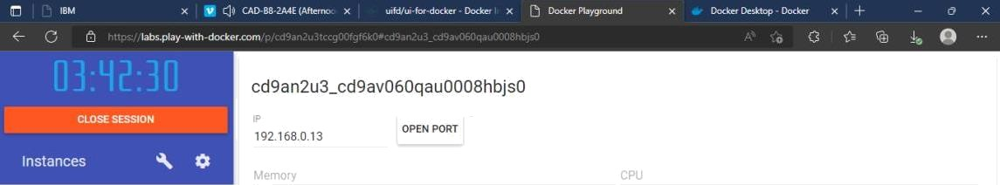 IBM
CAD-B8-2A4E (Afternoo
uifd/ui-for-docker - Docker I
Docker Playground
Docker Desktop - Docker
https://labs.play-with-docker.com/p/cd9an2u3tccg00fgf6k0#cd9an2u3_cd9av060qau0008hbjs0
03:42:30
CLOSE SESSION
Instances
cd9an2u3_cd9av060qau0008hbjs0
IP
192.168.0.13
OPEN PORT
Memory
CPU